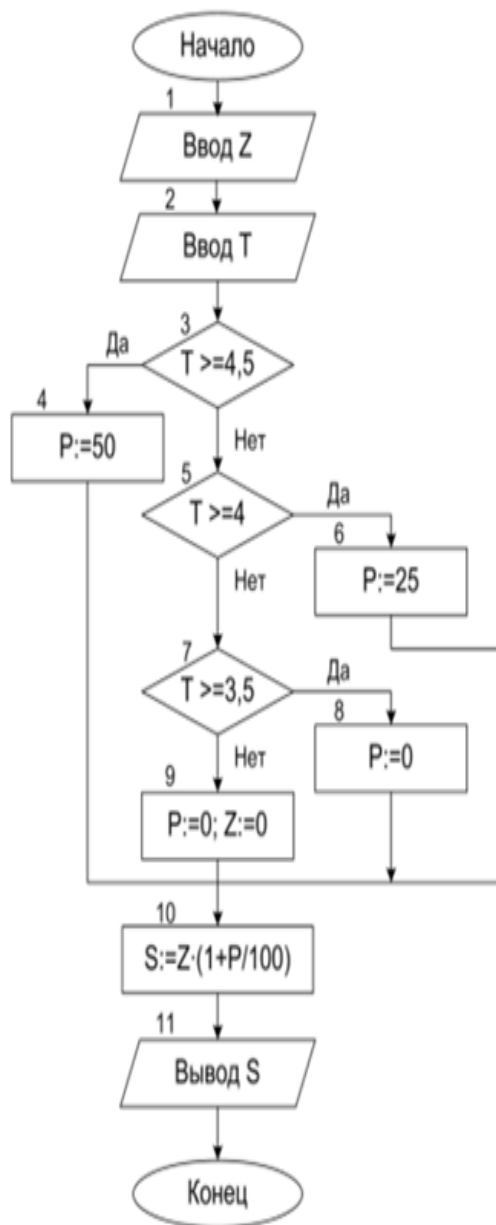 Начало
1
Ввод Z
2
Ввод T
3
Да
T >=4,5
4
P:=50
Нет
5
Да
T >=4
6
P:=25
Нет
7
Да
T >=3,5
8
P:=0
Нет
9
P:=0; Z:=0
10
S:=Z·(1+P/100)
11
Вывод S
Конец